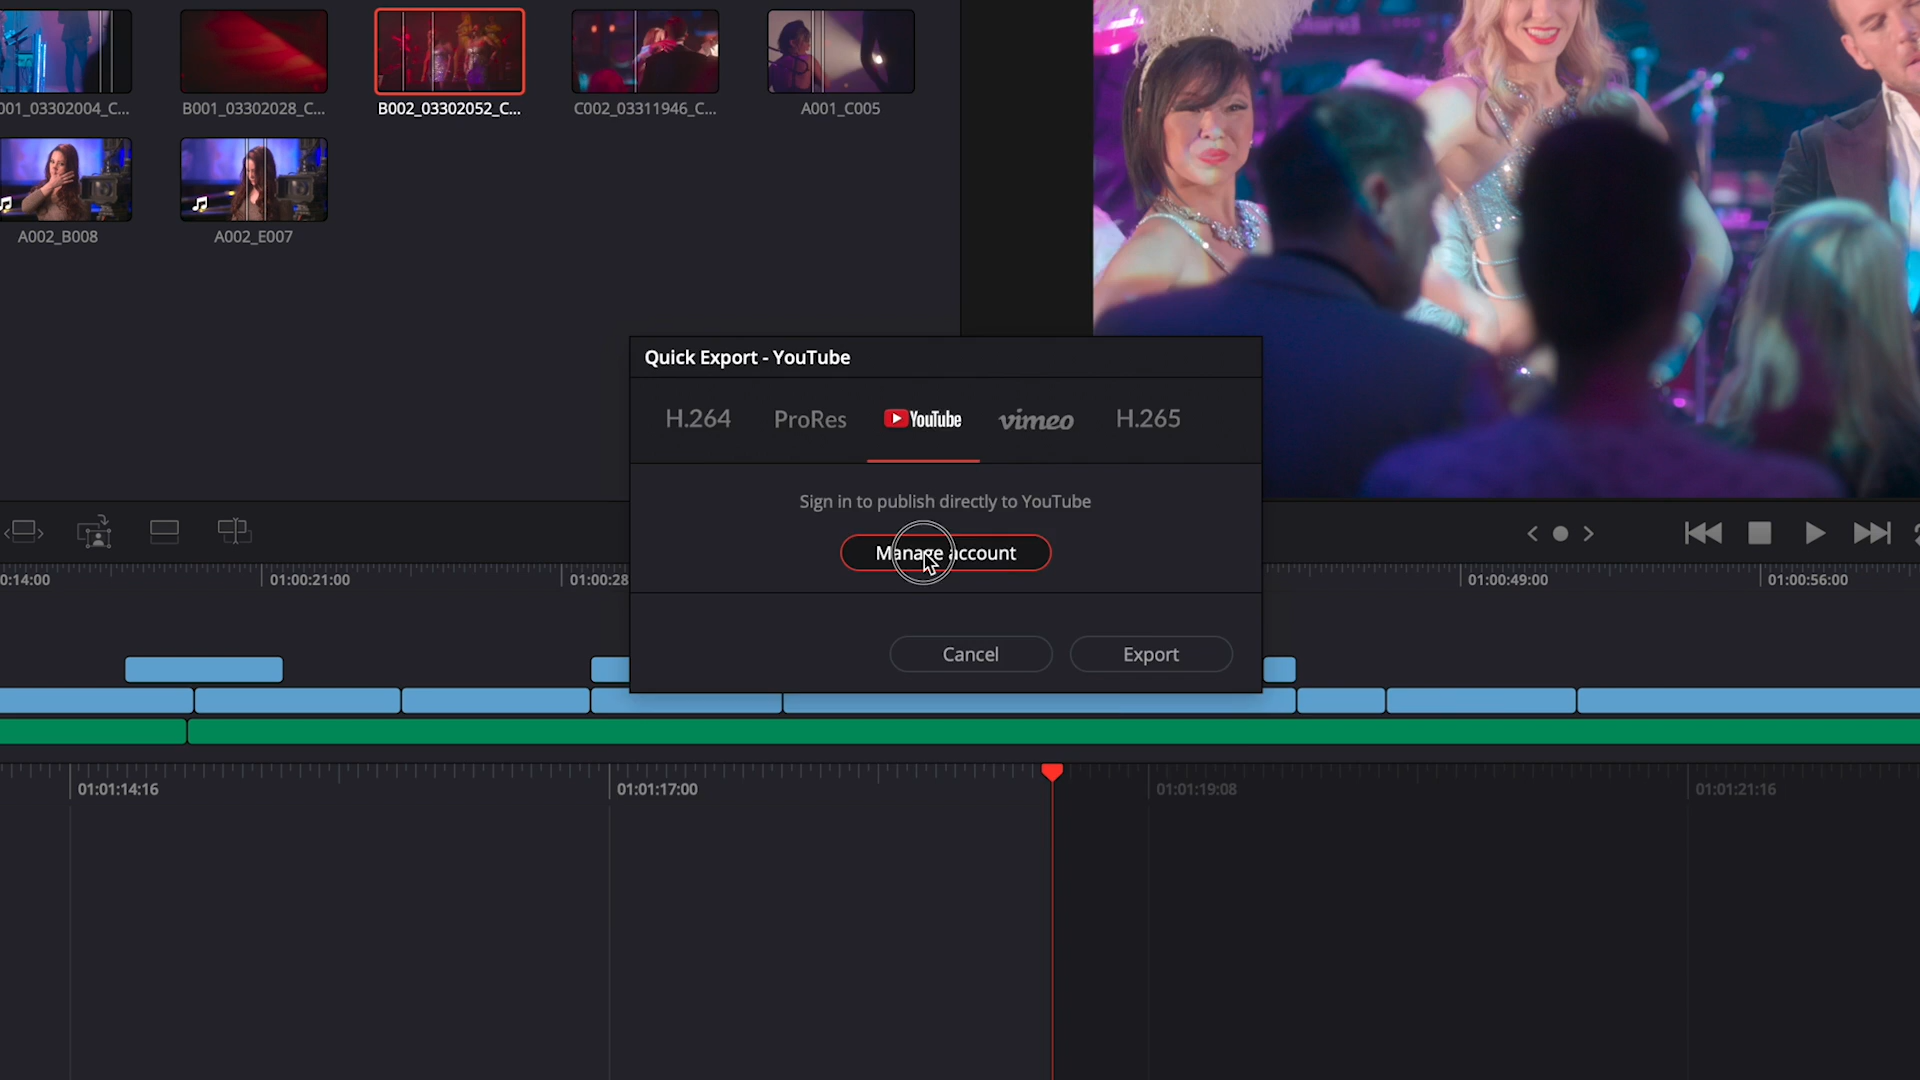 001_03302004_C...
B001_03302028_C...
B002_03302052_C...
C002_03311946_C...
A001_C005
A002_B008
A002_E007
Quick Export - YouTube
H.264
ProRes
YouTube
vimeo
H.265
Sign in to publish directly to YouTube
Manage account
Cancel
Export
0:14:00
01:00:21:00
01:00:28
01:00:49:00
01:00:56:00
01:01:14:16
01:01:17:00
01:01:19:08
01:01:21:16